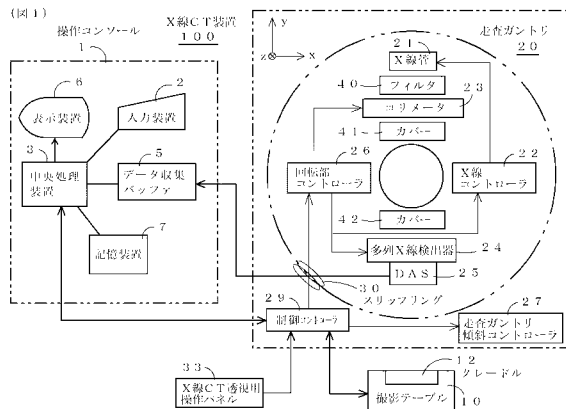 (図1)
X線CT装置
100
操作コンソール
1
6
表示装置
2
入力装置
3
中央処理
装置
5
データ収集
バッファ
7
記憶装置
走査ガントリ
20
y
z
x
21
X線管
40
フィルタ
23
コリメータ
41
カバー
26
回転部
コントローラ
22
X線
コントローラ
42
カバー
多列X線検出器
24
DAS
25
30
スリップリング
29
制御コントローラ
27
走査ガントリ
傾斜コントローラ
33
X線CT透視用
操作パネル
12
クレードル
撮影テーブル
10